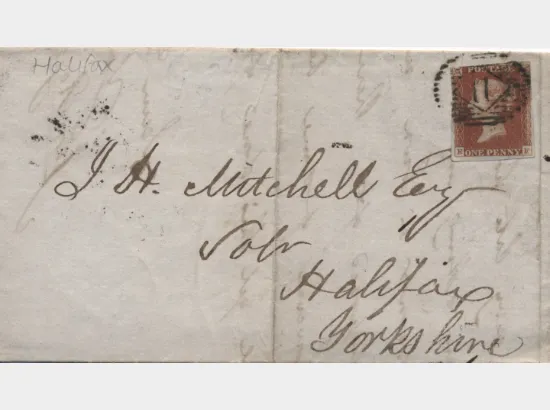 Halifax
POSTAGE
ONE PENNY
J. H. Mitchell Esq
Solr
Halifax
Yorkshire